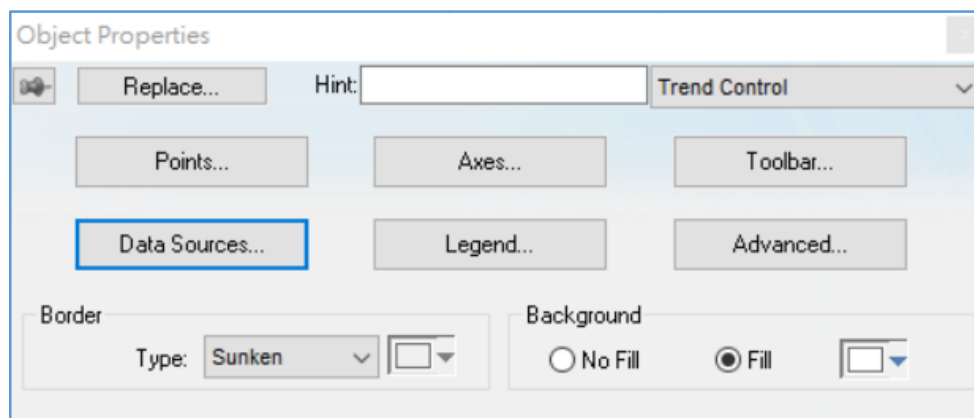 Object Properties
Replace... Hint: Trend Control
Points... Axes... Toolbar...
Data Sources... Legend... Advanced...
Border Background
Type: Sunken No Fill Fill